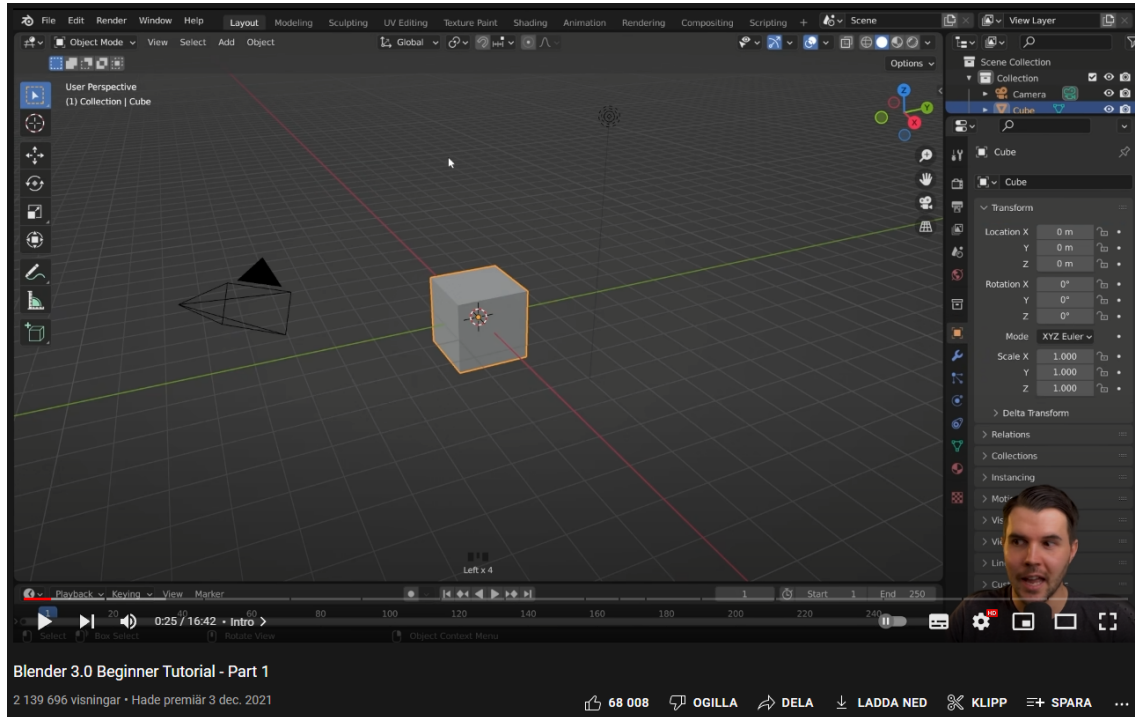 File Edit Render Window Help Layout Modeling Sculpting UV Editing Texture Paint Shading Animation Rendering Compositing Scripting + Scene View Layer
Object Mode View Select Add Object Global
Options
User Perspective
(1) Collection | Cube
Z
Y
X
Scene Collection
Collection
Camera
Cube
Cube
Cube
Transform
Location X 0 m
Y 0 m
Z 0 m
Rotation X 0°
Y 0°
Z 0°
Mode XYZ Euler
Scale X 1.000
Y 1.000
Z 1.000
Delta Transform
Relations
Collections
Instancing
Left x 4
Playback Keying View Marker 1 Start 1 End 250
1 20 40 60 80 100 120 140 160 180 200 220 240
0:25 / 16:42 • Intro
HD
Select Box Select Rotate View Object Context Menu
Blender 3.0 Beginner Tutorial - Part 1
2 139 696 visningar • Hade premiär 3 dec. 2021
68 008 OGILLA DELA LADDA NED KLIPP SPARA ...